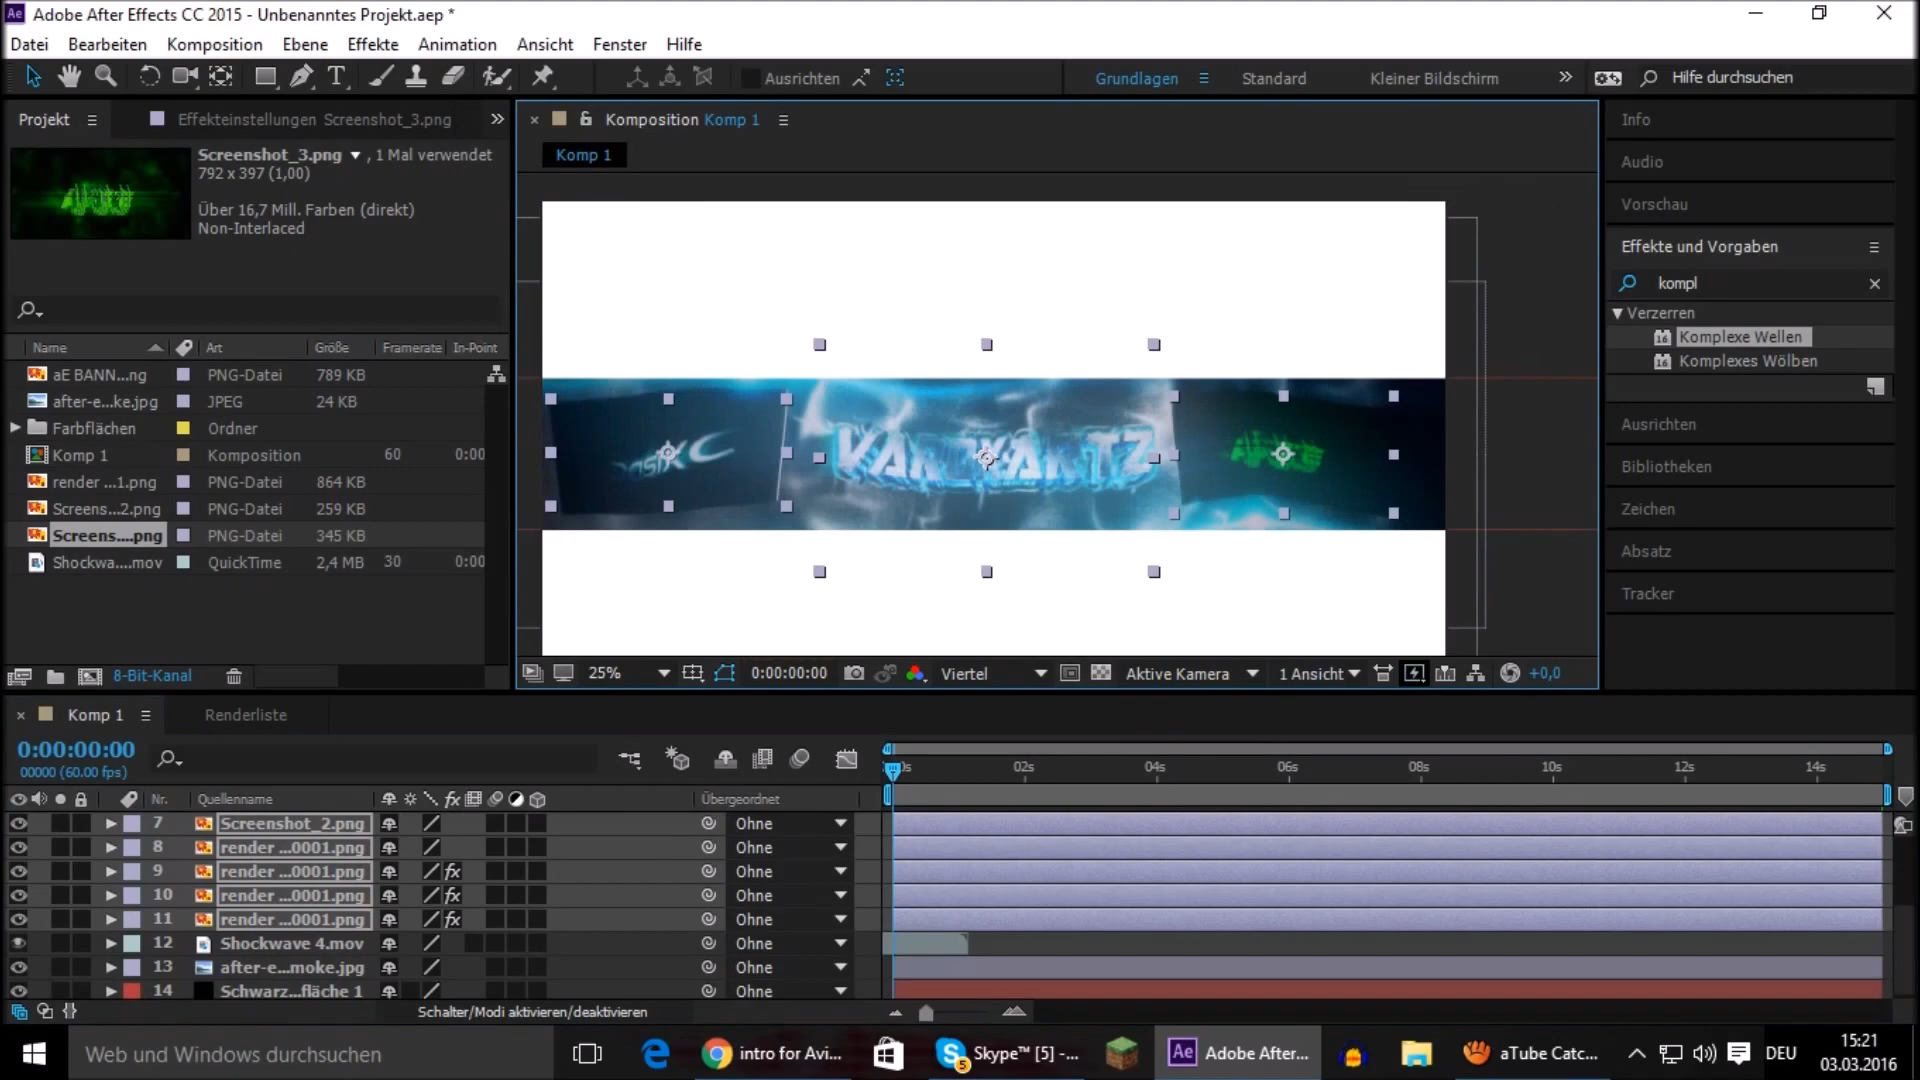 Ae Adobe After Effects CC 2015 - Unbenanntes Projekt.aep *
Datei Bearbeiten Komposition Ebene Effekte Animation Ansicht Fenster Hilfe
T Ausrichten Grundlagen Standard Kleiner Bildschirm Hilfe durchsuchen
Projekt Effekteinstellungen Screenshot_3.png
Komposition Komp 1
Komp 1
Screenshot_3.png , 1 Mal verwendet
792 x 397 (1,00)
Über 16,7 Mill. Farben (direkt)
Non-Interlaced
Name Art Größe Framerate In-Point
aE BANN...ng PNG-Datei 789 KB
after-e...ke.jpg JPEG 24 KB
Farbflächen Ordner
Komp 1 Komposition 60 0:00
render ...1.png PNG-Datei 864 KB
Screens...2.png PNG-Datei 259 KB
Screens....png PNG-Datei 345 KB
Shockwa....mov QuickTime 2,4 MB 30 0:00
8-Bit-Kanal
25% 0:00:00:00 Viertel Aktive Kamera 1 Ansicht +0,0
Info
Audio
Vorschau
Effekte und Vorgaben
kompl
Verzerren
16 Komplexe Wellen
16 Komplexes Wölben
Ausrichten
Bibliotheken
Zeichen
Absatz
Tracker
Komp 1 Renderliste
0:00:00:00
00000 (60.00 fps)
0s 02s 04s 06s 08s 10s 12s 14s
Nr. Quellenname fx Übergeordnet
7 Screenshot_2.png Ohne
8 render ...0001.png Ohne
9 render ...0001.png fx Ohne
10 render ...0001.png fx Ohne
11 render ...0001.png fx Ohne
12 Shockwave 4.mov Ohne
13 after-e...moke.jpg Ohne
14 Schwarz...fläche 1 Ohne
Schalter/Modi aktivieren/deaktivieren
Web und Windows durchsuchen
intro for Avi...
5 Skype™ [5] -...
Ae Adobe After...
aTube Catc...
DEU
15:21
03.03.2016